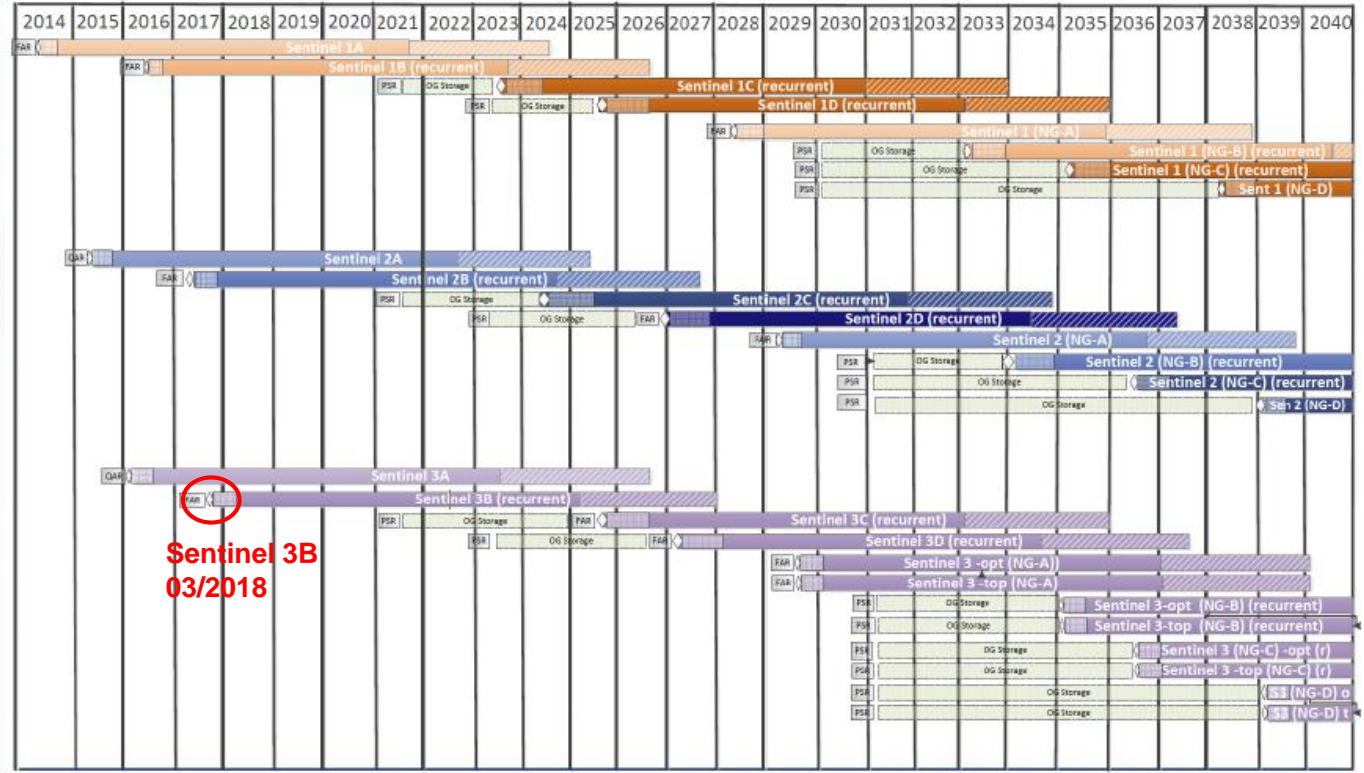 2014 2015 2016 2017 2018 2019 2020 2021 2022 2023 2024 2025 2026 2027 2028 2029 2030 2031 2032 2033 2034 2035 2036 2037 2038 2039 2040
FAR Sentinel 1A
FAR Sentinel 1B (recurrent)
PSR OG Storage Sentinel 1C (recurrent)
PSR OG Storage Sentinel 1D (recurrent)
FAR Sentinel 1 (NG-A)
PSR OG Storage Sentinel 1 (NG-B) (recurrent)
PSR OG Storage Sentinel 1 (NG-C) (recurrent)
PSR OG Storage Sent 1 (NG-D)
QAR Sentinel 2A
FAR Sentinel 2B (recurrent)
PSR OG Storage Sentinel 2C (recurrent)
PSR OG Storage FAR Sentinel 2D (recurrent)
FAR Sentinel 2 (NG-A)
PSR OG Storage Sentinel 2 (NG-B) (recurrent)
PSR OG Storage Sentinel 2 (NG-C) (recurrent)
PSR OG Storage Sen 2 (NG-D)
QAR Sentinel 3A
FAR Sentinel 3B (recurrent)
PSR OG Storage FAR Sentinel 3C (recurrent)
PSR OG Storage FAR Sentinel 3D (recurrent)
Sentinel 3B
03/2018
FAR Sentinel 3 -opt (NG-A))
FAR Sentinel 3 -top (NG-A)
PSR OG Storage Sentinel 3-opt (NG-B) (recurrent)
PSR OG Storage Sentinel 3-top (NG-B) (recurrent)
PSR OG Storage Sentinel 3 (NG-C) -opt (r)
PSR OG Storage Sentinel 3 -top (NG-C) (r)
PSR OG Storage S3 (NG-D) o
PSR OG Storage S3 (NG-D) t